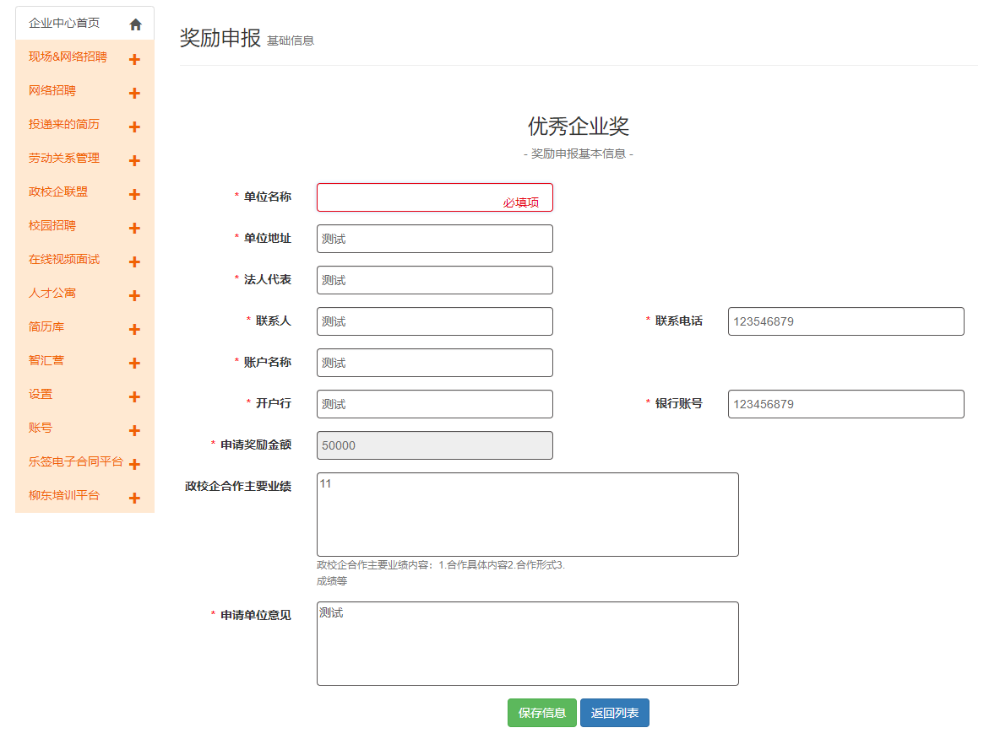 企业中心首页
现场&网络招聘
网络招聘
投递来的简历
劳动关系管理
政校企联盟
校园招聘
在线视频面试
人才公寓
简历库
智汇营
设置
账号
乐签电子合同平台
柳东培训平台
奖励申报 基础信息
优秀企业奖
- 奖励申报基本信息 -
* 单位名称 必填项
* 单位地址 测试
* 法人代表 测试
* 联系人 测试 * 联系电话 123546879
* 账户名称 测试
* 开户行 测试 * 银行账号 123456879
* 申请奖励金额 50000
政校企合作主要业绩 11
政校企合作主要业绩内容：1.合作具体内容2.合作形式3.
成绩等
* 申请单位意见 测试
保存信息 返回列表